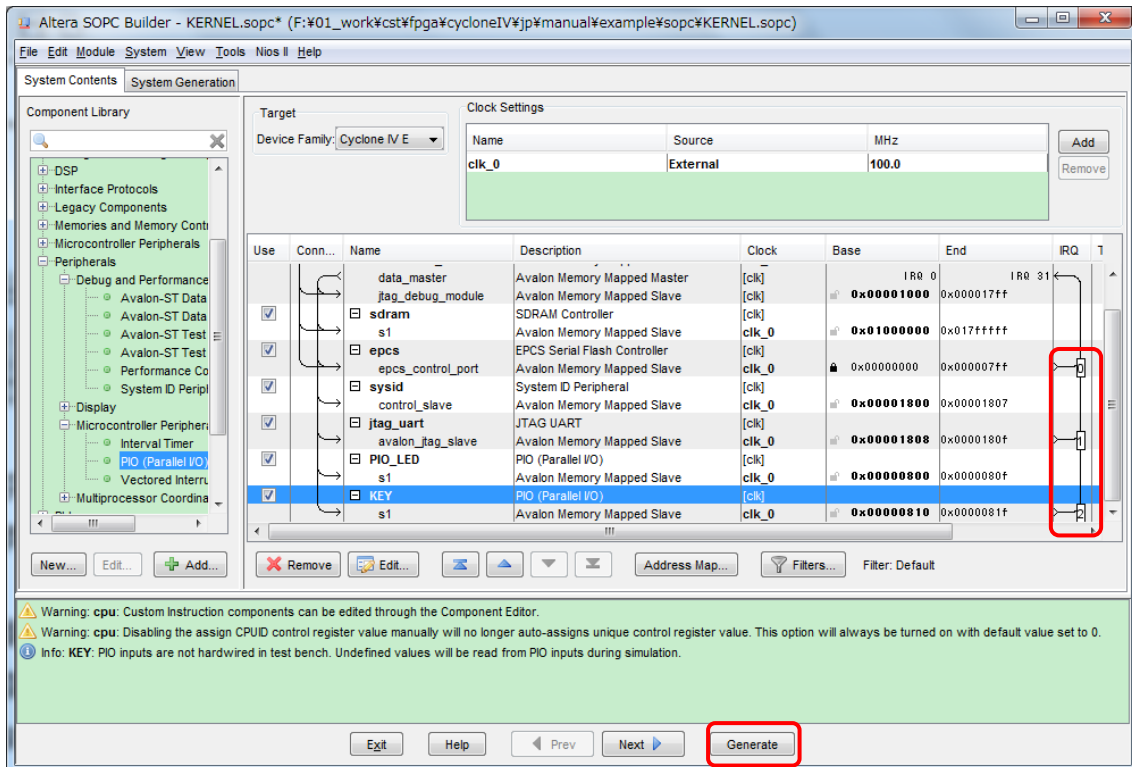 Altera SOPC Builder - KERNEL.sopc* (F:¥01_work¥cst¥fpga¥cycloneIV¥jp¥manual¥example¥sopc¥KERNEL.sopc)
File Edit Module System View Tools Nios II Help
System Contents System Generation
Component Library
DSP
Interface Protocols
Legacy Components
Memories and Memory Contr
Microcontroller Peripherals
Peripherals
Debug and Performance
Avalon-ST Data
Avalon-ST Data
Avalon-ST Test
Avalon-ST Test
Performance Co
System ID Periph
Display
Microcontroller Periphera
Interval Timer
PIO (Parallel I/O)
Vectored Interru
Multiprocessor Coordina
New... Edit... Add...
Target
Device Family: Cyclone IV E
Clock Settings
Name Source MHz
clk_0 External 100.0
Add
Remove
Use Conn... Name Description Clock Base End IRQ T
data_master Avalon Memory Mapped Master [clk] IRQ 0 IRQ 31
jtag_debug_module Avalon Memory Mapped Slave [clk] 0x00001000 0x000017ff
sdram SDRAM Controller [clk]
s1 Avalon Memory Mapped Slave clk_0 0x01000000 0x017fffff
epcs EPCS Serial Flash Controller [clk]
epcs_control_port Avalon Memory Mapped Slave clk_0 0x00000000 0x000007ff 0
sysid System ID Peripheral [clk]
control_slave Avalon Memory Mapped Slave clk_0 0x00001800 0x00001807
jtag_uart JTAG UART [clk]
avalon_jtag_slave Avalon Memory Mapped Slave clk_0 0x00001808 0x0000180f 1
PIO_LED PIO (Parallel I/O) [clk]
s1 Avalon Memory Mapped Slave clk_0 0x00000800 0x0000080f
KEY PIO (Parallel I/O) [clk]
s1 Avalon Memory Mapped Slave clk_0 0x00000810 0x0000081f 2
Remove Edit... Address Map... Filters... Filter: Default
Warning: cpu: Custom Instruction components can be edited through the Component Editor.
Warning: cpu: Disabling the assign CPUID control register value manually will no longer auto-assigns unique control register value. This option will always be turned on with default value set to 0.
Info: KEY: PIO inputs are not hardwired in test bench. Undefined values will be read from PIO inputs during simulation.
Exit Help Prev Next Generate